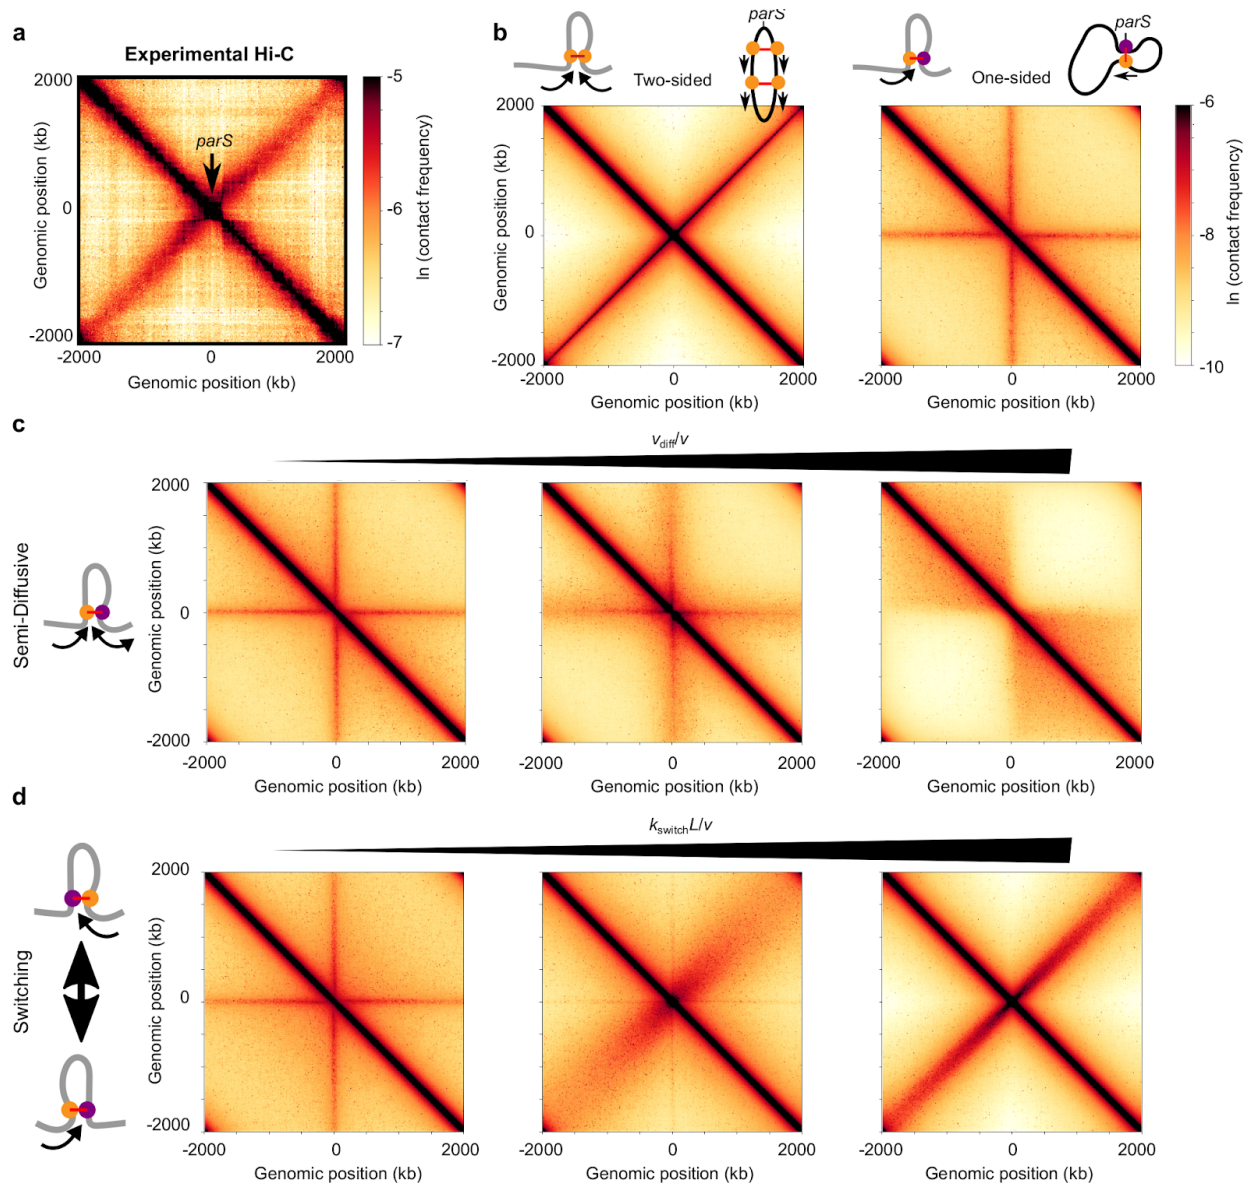 a
Experimental Hi-C
parS
2000
0
-2000
Genomic position (kb)
-2000
0
2000
Genomic position (kb)
-5
-6
-7
ln (contact frequency)
b
Two-sided
parS
One-sided
parS
2000
0
-2000
Genomic position (kb)
-2000
0
2000
Genomic position (kb)
-2000
0
2000
Genomic position (kb)
-6
-8
-10
ln (contact frequency)
c
vdiff/v
Semi-Diffusive
2000
0
-2000
Genomic position (kb)
-2000
0
2000
Genomic position (kb)
-2000
0
2000
Genomic position (kb)
-2000
0
2000
Genomic position (kb)
d
kswitchL/v
Switching
2000
0
-2000
Genomic position (kb)
-2000
0
2000
Genomic position (kb)
-2000
0
2000
Genomic position (kb)
-2000
0
2000
Genomic position (kb)